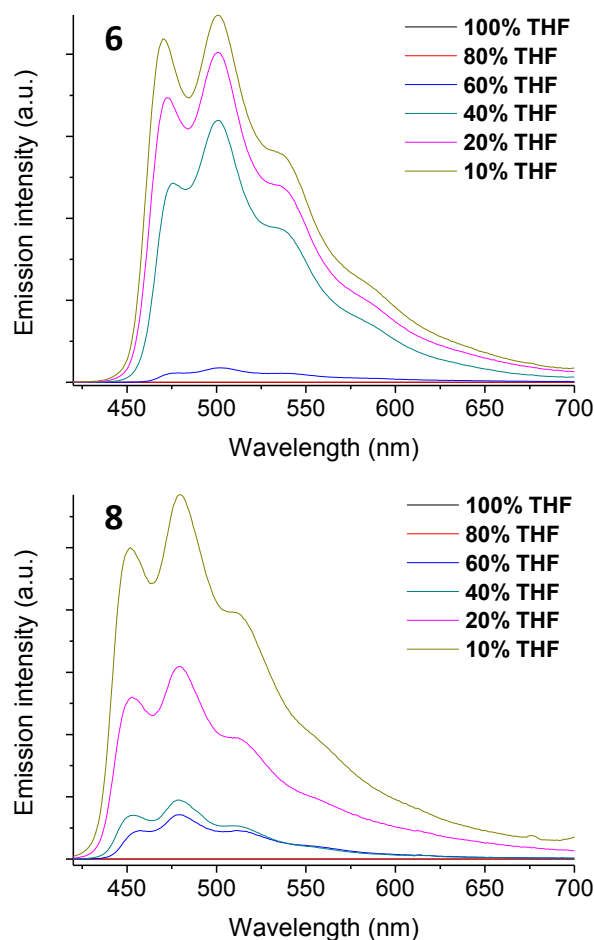 6
100% THF
80% THF
60% THF
40% THF
20% THF
10% THF
Emission intensity (a.u.)
450 500 550 600 650 700
Wavelength (nm)
8
100% THF
80% THF
60% THF
40% THF
20% THF
10% THF
Emission intensity (a.u.)
450 500 550 600 650 700
Wavelength (nm)